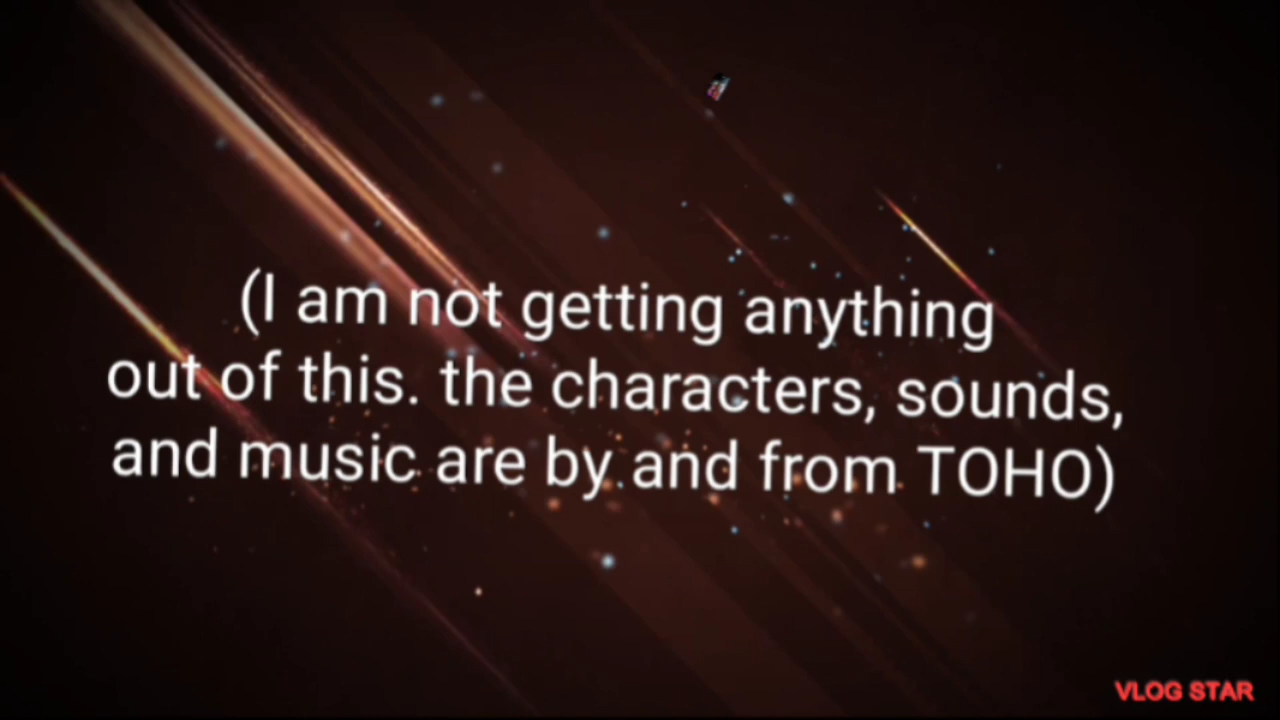 (I am not getting anything
out of this. the characters, sounds,
and music are by and from TOHO)
VLOG STAR